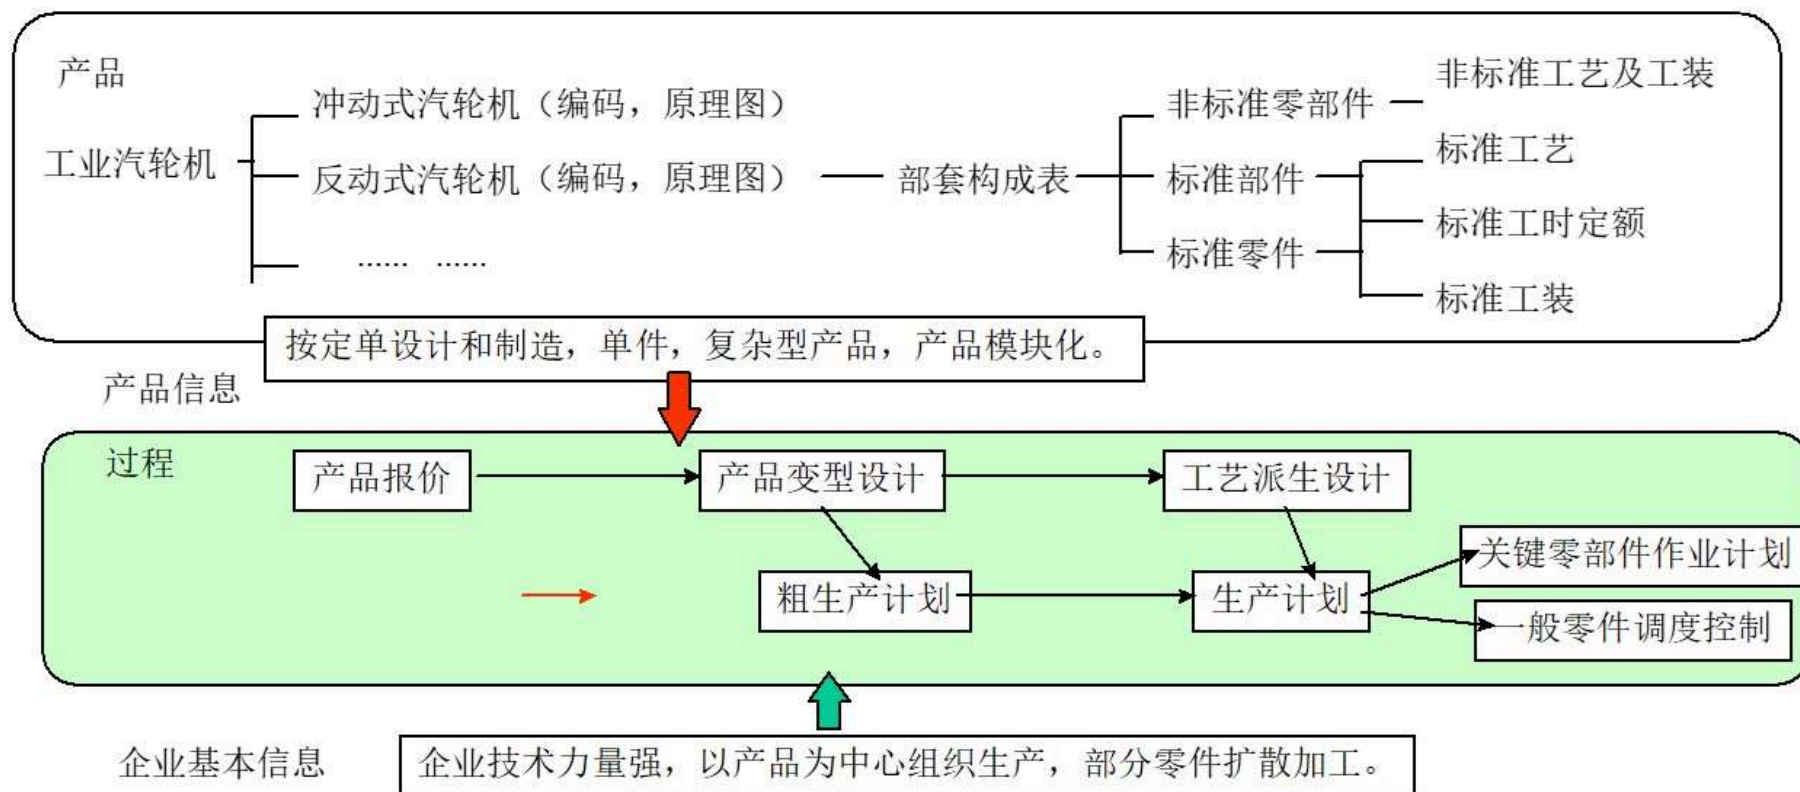 产品
非标准工艺及工装
冲动式汽轮机（编码，原理图）
非标准零部件
工业汽轮机
标准工艺
反动式汽轮机（编码，原理图）
部套构成表
标准部件
标准工时定额
标准零件
...... ......
标准工装
按定单设计和制造，单件，复杂型产品，产品模块化。
产品信息
过程
产品报价
产品变型设计
工艺派生设计
关键零部件作业计划
粗生产计划
生产计划
一般零件调度控制
企业基本信息
企业技术力量强，以产品为中心组织生产，部分零件扩散加工。